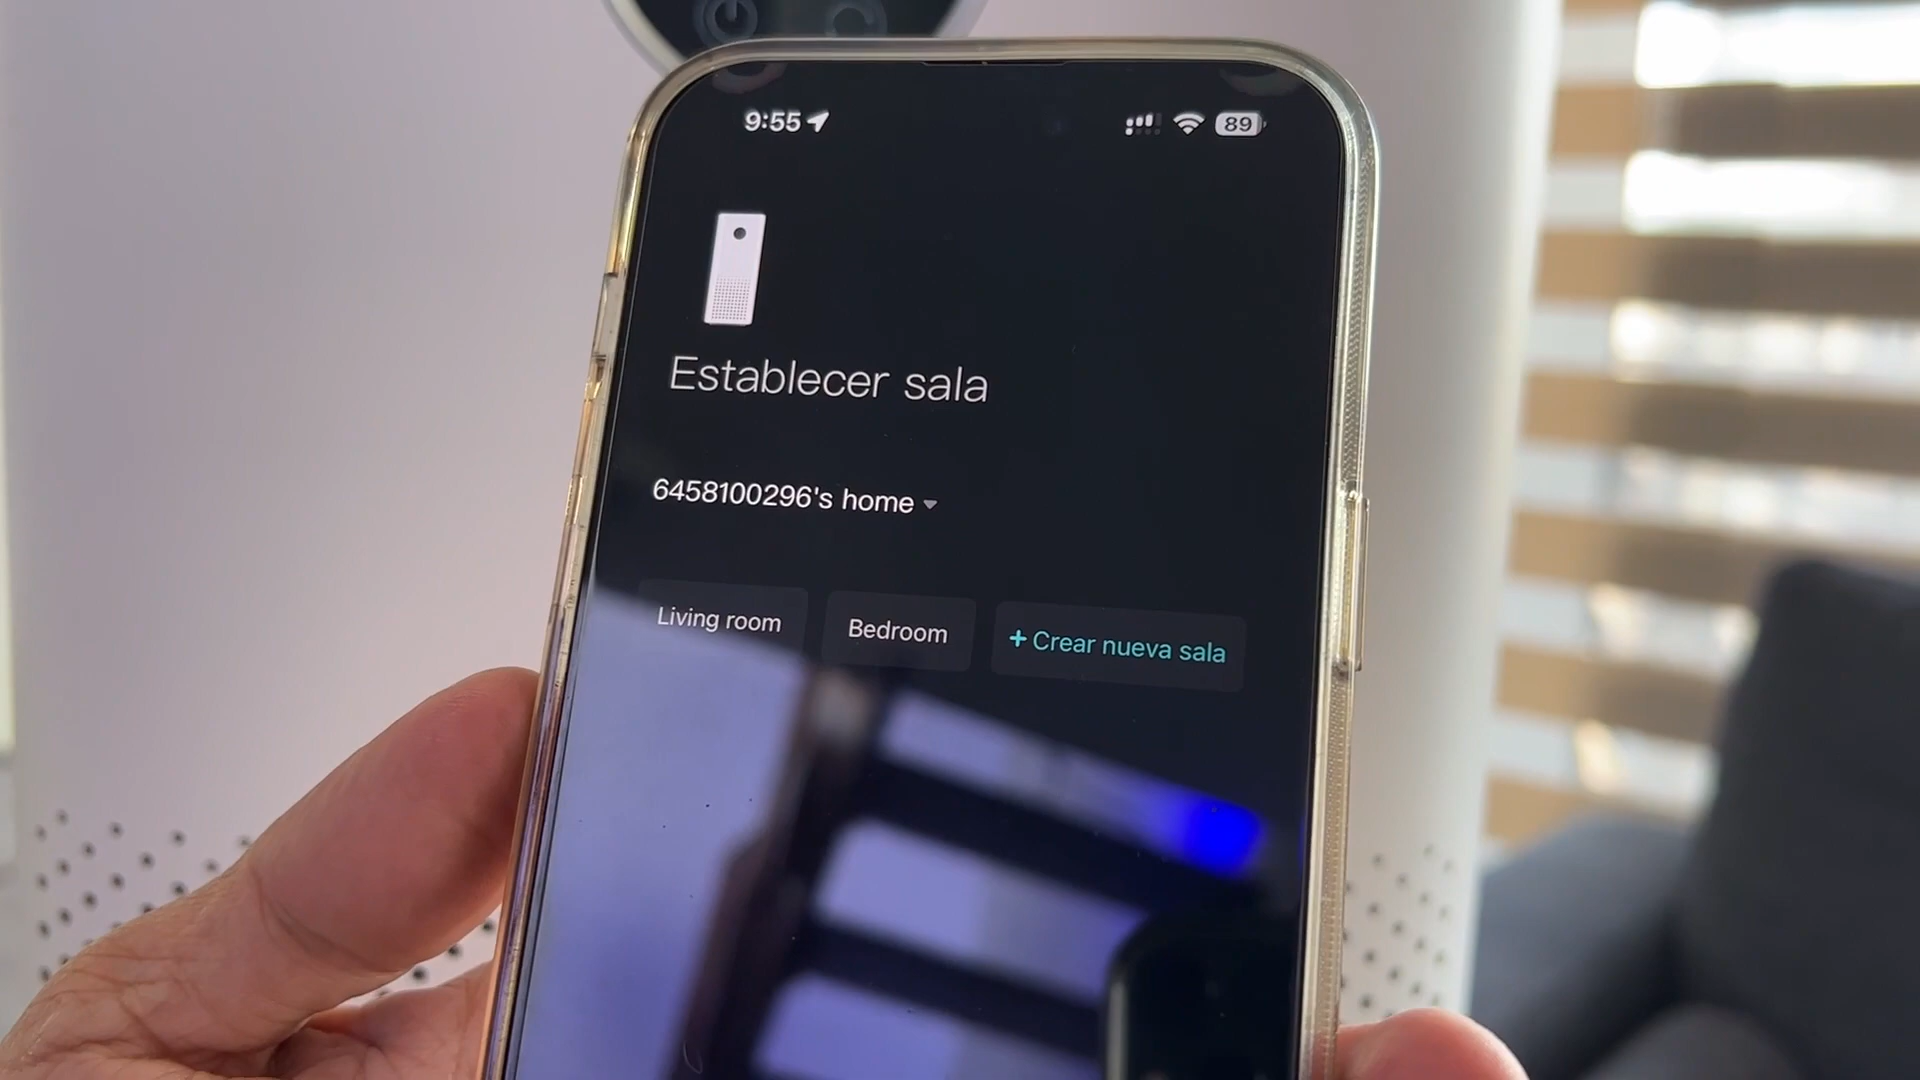 9:55
89
Establecer sala
6458100296's home
Living room
Bedroom
+ Crear nueva sala